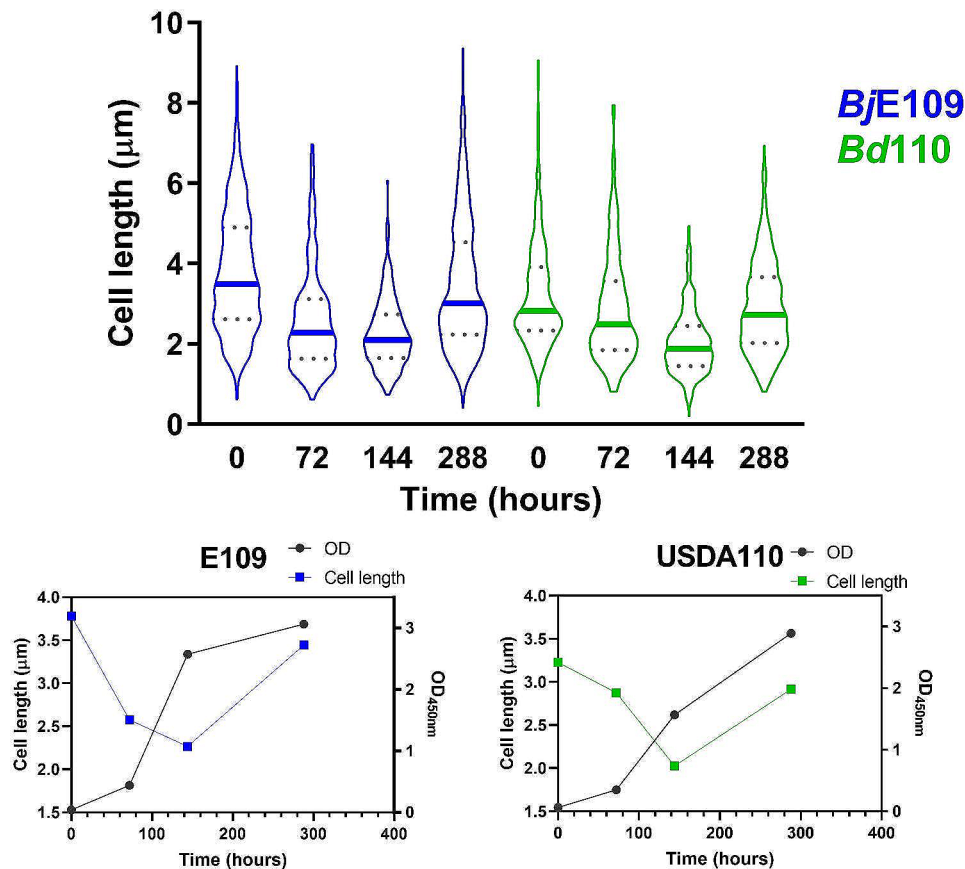 10
8
6
4
2
0
Cell length (μm)
BjE109
Bd110
0 72 144 288 0 72 144 288
Time (hours)
E109
OD
Cell length
4.0
3.5
3.0
2.5
2.0
1.5
Cell length (μm)
3
2
1
0
OD450nm
0 100 200 300 400
Time (hours)
USDA110
OD
Cell length
4.0
3.5
3.0
2.5
2.0
1.5
Cell length (μm)
3
2
1
0
OD450nm
0 100 200 300 400
Time (hours)